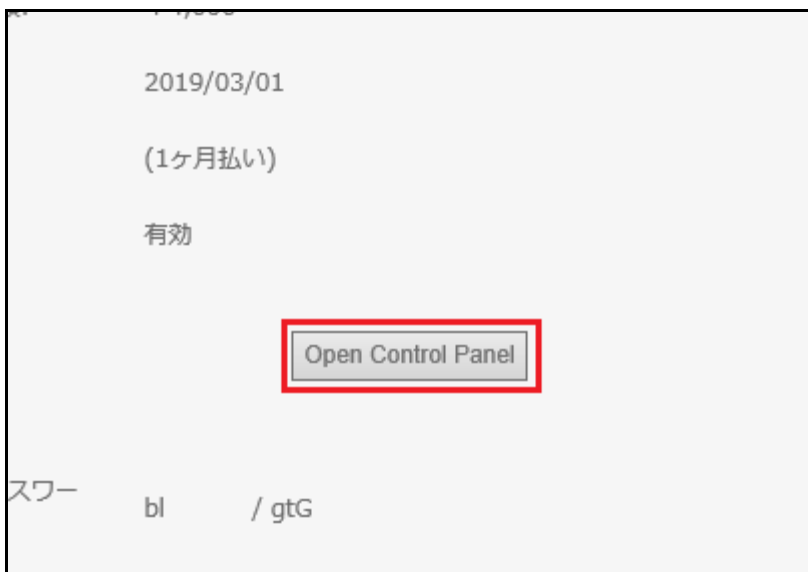 2019/03/01
(1ヶ月払い)
有効
Open Control Panel
スワー
bl / gtG